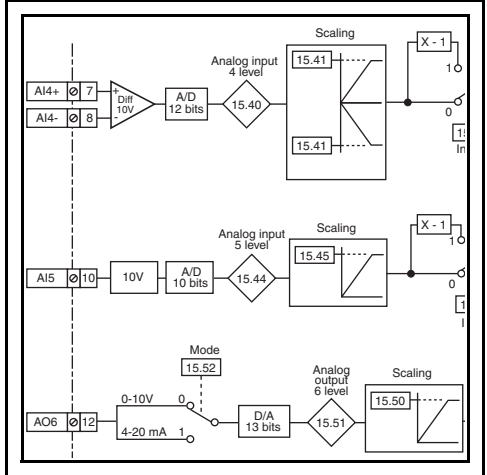 Scaling
Analog input
4 level
15.41
X - 1
1
AI4+
7
+
Diff
10V
-
A/D
12 bits
15.40
0
AI4-
8
15.41
In
Analog input
5 level
Scaling
X - 1
1
15.45
AI5
10
10V
A/D
10 bits
15.44
0
Mode
15.52
Analog
output
6 level
Scaling
0-10V
0
15.50
AO6
12
D/A
13 bits
15.51
4-20 mA
1